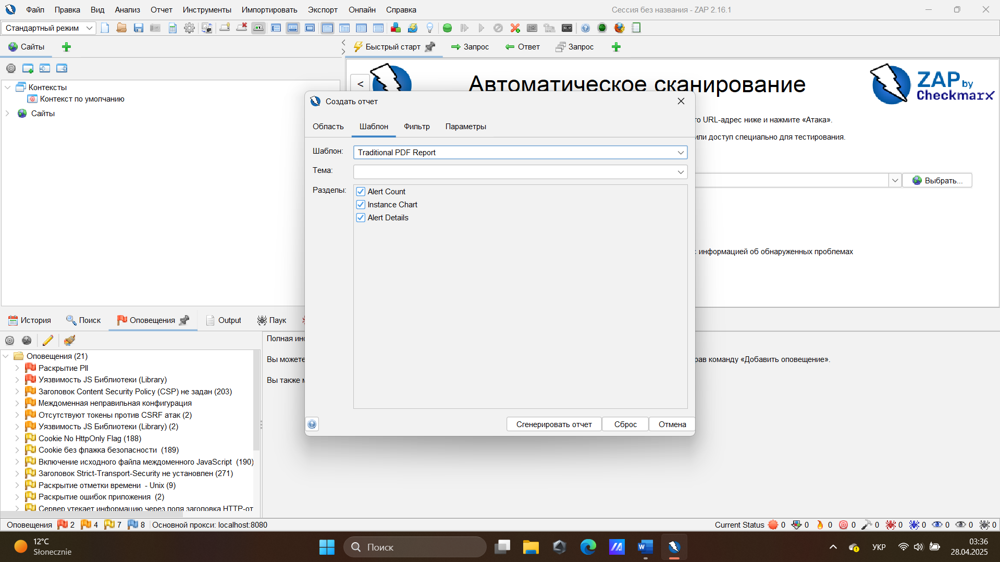 Файл Правка Вид Анализ Отчет Инструменты Импортировать Экспорт Онлайн Справка Сессия без названия - ZAP 2.16.1
Стандартный режим
Сайты
Быстрый старт Запрос Ответ Запрос
Контексты
Контекст по умолчанию
Сайты
<
Автоматическое сканирование
ZAP by Checkmarx
URL-адрес ниже и нажмите «Атака».
или доступ специально для тестирования.
Выбрать...
с информацией об обнаруженных проблемах
Создать отчет
Область Шаблон Фильтр Параметры
Шаблон: Traditional PDF Report
Тема:
Разделы: Alert Count
Instance Chart
Alert Details
Сгенерировать отчет Сброс Отмена
История Поиск Оповещения Output Паук
Полная
Вы можете
команду «Добавить оповещение».
Вы также
Оповещения (21)
Раскрытие PII
Уязвимость JS Библиотеки (Library)
Заголовок Content Security Policy (CSP) не задан (203)
Междоменная неправильная конфигурация
Отсутствуют токены против CSRF атак (2)
Уязвимость JS Библиотеки (Library) (2)
Cookie No HttpOnly Flag (188)
Cookie без флажка безопасности (189)
Включение исходного файла междоменного JavaScript (190)
Заголовок Strict-Transport-Security не установлен (271)
Раскрытие отметки времени - Unix (9)
Раскрытие ошибок приложения (2)
Сервер утекает информацию через поля заголовка HTTP-от
Оповещения 2 4 7 8 Основной прокси: localhost:8080
Current Status 0 0 0 0 0 0 0 0 0 0
12°C
Słonecznie
Поиск
УКР
03:36
28.04.2025